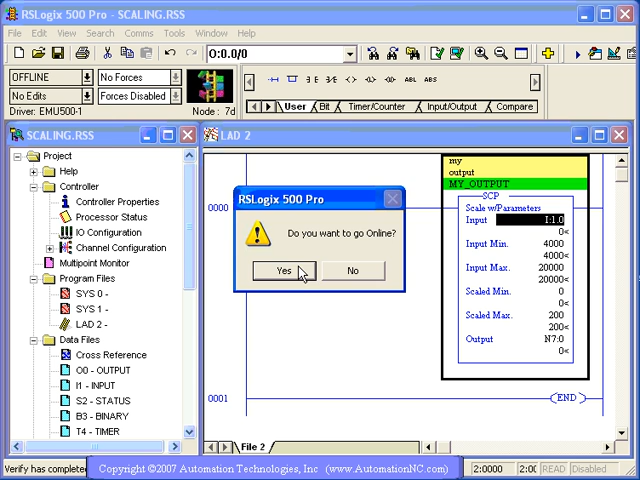 RSLogix 500 Pro - SCALING.RSS
File Edit View Search Comms Tools Window Help
O:0.0/0
OFFLINE No Forces
No Edits Forces Disabled
Driver: EMU500-1 Node : 7d
ABL ABS
User Bit Timer/Counter Input/Output Compare
SCALING.RSS
Project
Help
Controller
Controller Properties
Processor Status
IO Configuration
Channel Configuration
Multipoint Monitor
Program Files
SYS 0 -
SYS 1 -
LAD 2 -
Data Files
Cross Reference
O0 - OUTPUT
I1 - INPUT
S2 - STATUS
B3 - BINARY
T4 - TIMER
LAD 2
0000
my
output
MY_OUTPUT
SCP
Scale w/Parameters
Input I:1.0
0<
Input Min. 4000
4000<
Input Max. 20000
20000<
Scaled Min. 0
0<
Scaled Max. 200
200<
Output N7:0
0<
0001 END
File 2
RSLogix 500 Pro
Do you want to go Online?
Yes No
Verify has complete
Copyright ©2007 Automation Technologies, Inc (www.AutomationNC.com)
2:0000 2:00 READ Disabled